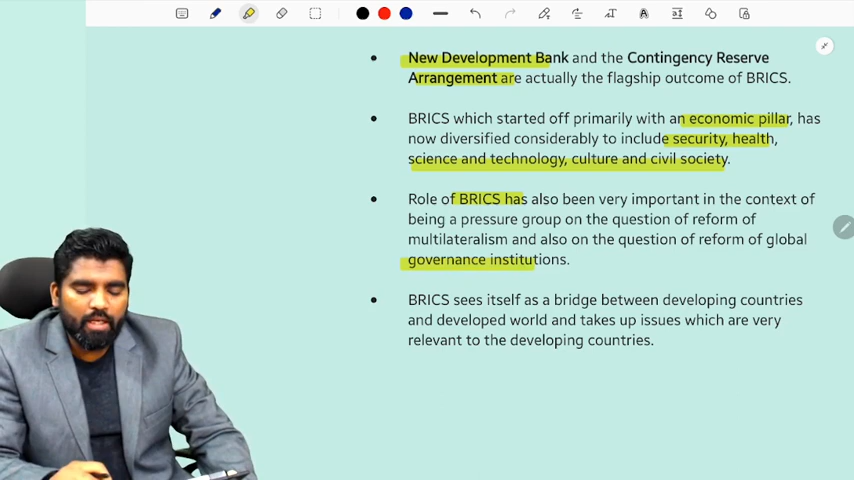 New Development Bank and the Contingency Reserve
Arrangement are actually the flagship outcome of BRICS.
BRICS which started off primarily with an economic pillar, has
now diversified considerably to include security, health,
science and technology, culture and civil society.
Role of BRICS has also been very important in the context of
being a pressure group on the question of reform of
multilateralism and also on the question of reform of global
governance institutions.
BRICS sees itself as a bridge between developing countries
and developed world and takes up issues which are very
relevant to the developing countries.